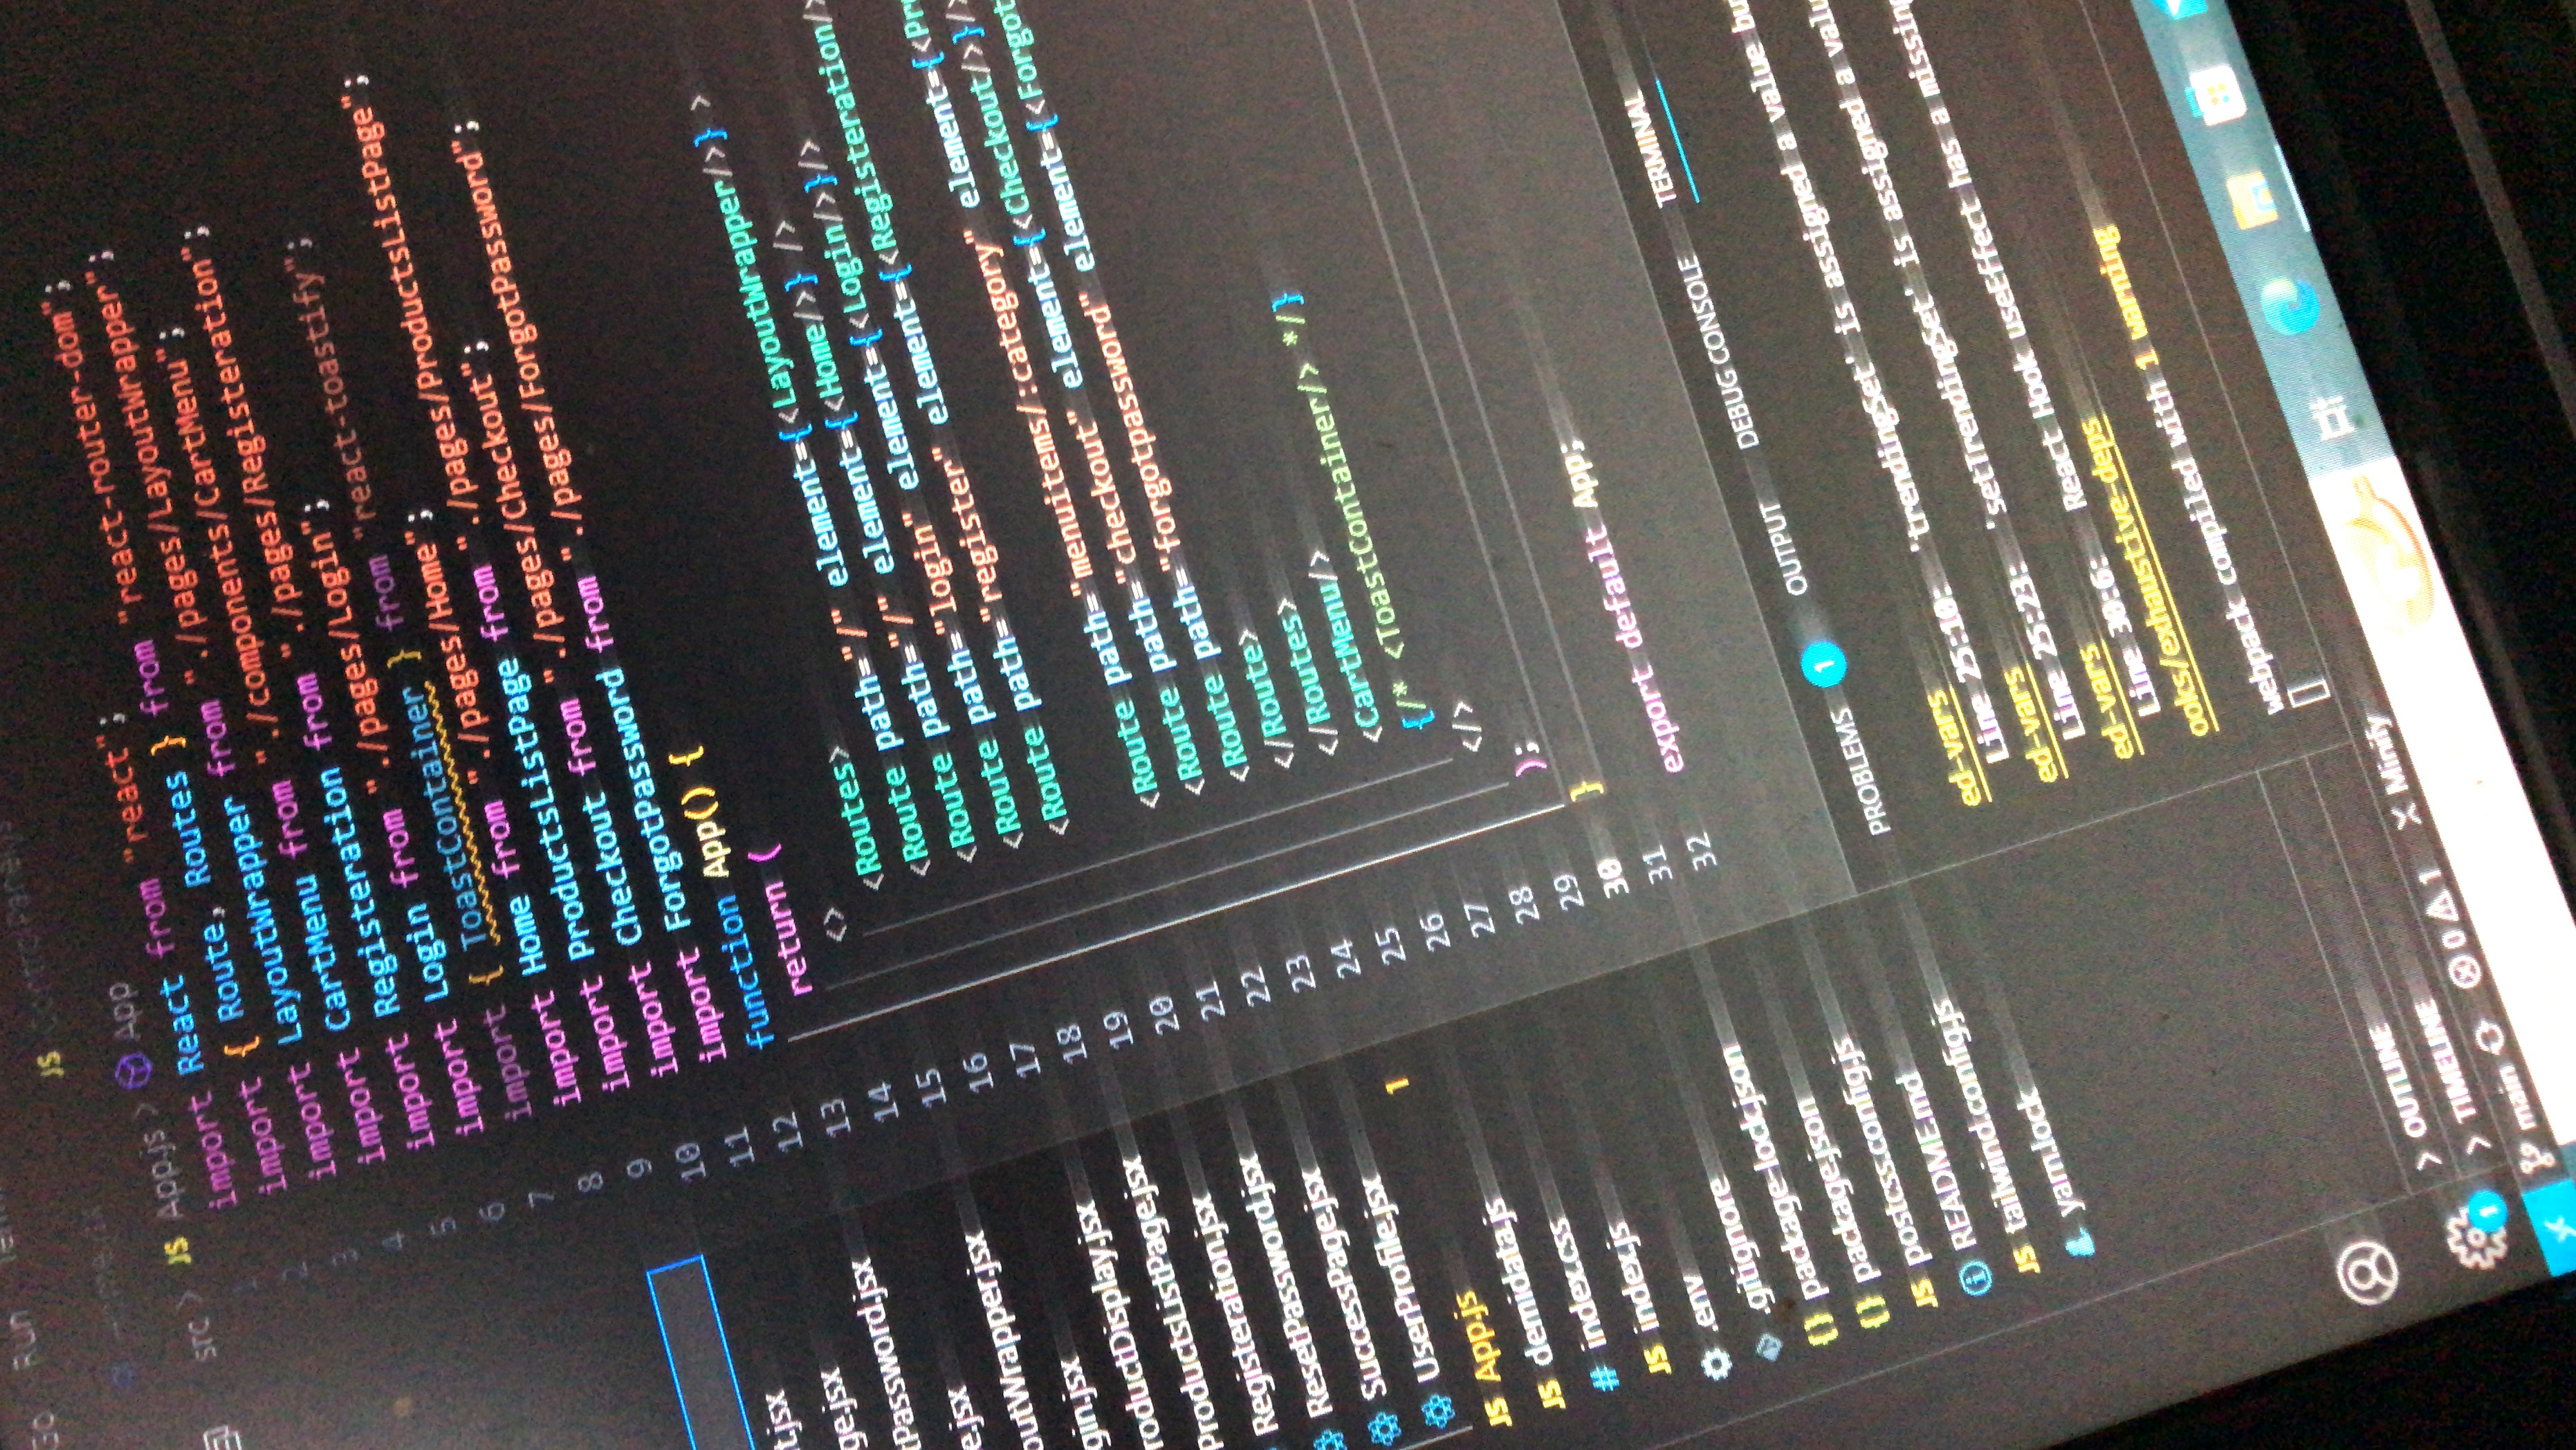 Go Run
JS ControlPanel.js
src > JS App.js > App
1 import React from "react";
2 import { Route, Routes } from "react-router-dom";
3 import LayoutWrapper from "./pages/LayoutWrapper";
4 import CartMenu from "./components/CartMenu";
5 import Registeration from "./pages/Registeration";
6 import Login from "./pages/Login";
7 import { ToastContainer } from "react-toastify";
8 import Home from "./pages/Home";
9 import ProductsListPage from "./pages/ProductsListPage";
10 import Checkout from "./pages/Checkout";
11 import ForgotPassword from "./pages/ForgotPassword";
12 function App() {
13 return (
14 <>
15 <Routes>
16 <Route path="/" element={<LayoutWrapper/>} >
17 <Route path="/" element={<Home/>} />
18 <Route path="login" element={<Login/>}/>
19 <Route path="register" element={<Registeration/>
20
21 <Route path="menuitems/:category" element={<Pr
22 <Route path="checkout" element={<Checkout/>}/>
23 <Route path="forgotpassword" element={<Forgot
24 </Route>
25 </Routes>
26 <CartMenu/>
27 {/* <ToastContainer/> */}
28 </>
29 );
30 }
31
32 export default App;
t.jsx
ge.jsx
tPassword.jsx
e.jsx
outWrapper.jsx
gin.jsx
roductDisplay.jsx
ProductsListPage.jsx
Registeration.jsx
ResetPassword.jsx
SuccessPage.jsx
UserProfile.jsx
JS App.js 1
JS demidata.js
# index.css
JS index.js
.env
.gitignore
{} package-lock.json
{} package.json
JS postcss.config.js
README.md
JS tailwind.config.js
yarn.lock
PROBLEMS 1 OUTPUT DEBUG CONSOLE TERMINAL
ed-vars
Line 25:10: 'trendingSet' is assigned a value bu
ed-vars
Line 25:23: 'setTrendingSet' is assigned a valu
ed-vars
Line 30:6: React Hook useEffect has a missing
ooks/exhaustive-deps
webpack compiled with 1 warning
> OUTLINE
> TIMELINE
1
main 0 1 Minify